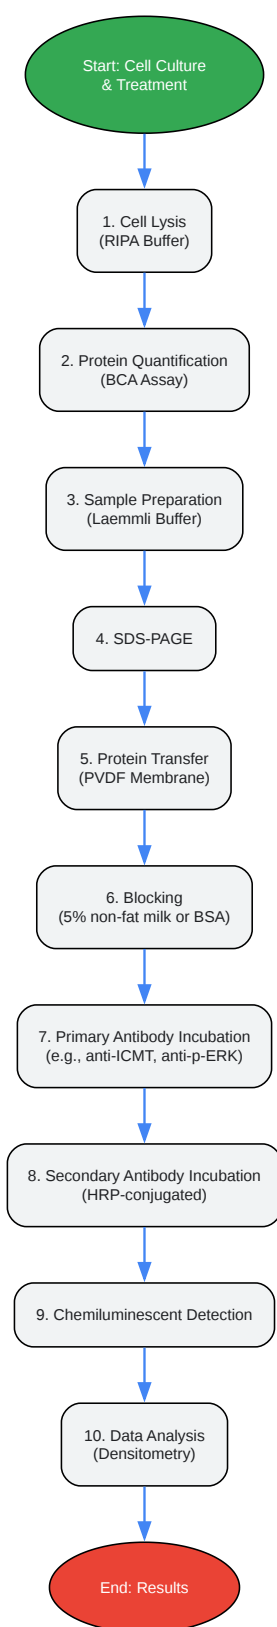 Start: Cell Culture
& Treatment
1. Cell Lysis
(RIPA Buffer)
2. Protein Quantification
(BCA Assay)
3. Sample Preparation
(Laemmli Buffer)
4. SDS-PAGE
5. Protein Transfer
(PVDF Membrane)
6. Blocking
(5% non-fat milk or BSA)
7. Primary Antibody Incubation
(e.g., anti-ICMT, anti-p-ERK)
8. Secondary Antibody Incubation
(HRP-conjugated)
9. Chemiluminescent Detection
10. Data Analysis
(Densitometry)
End: Results